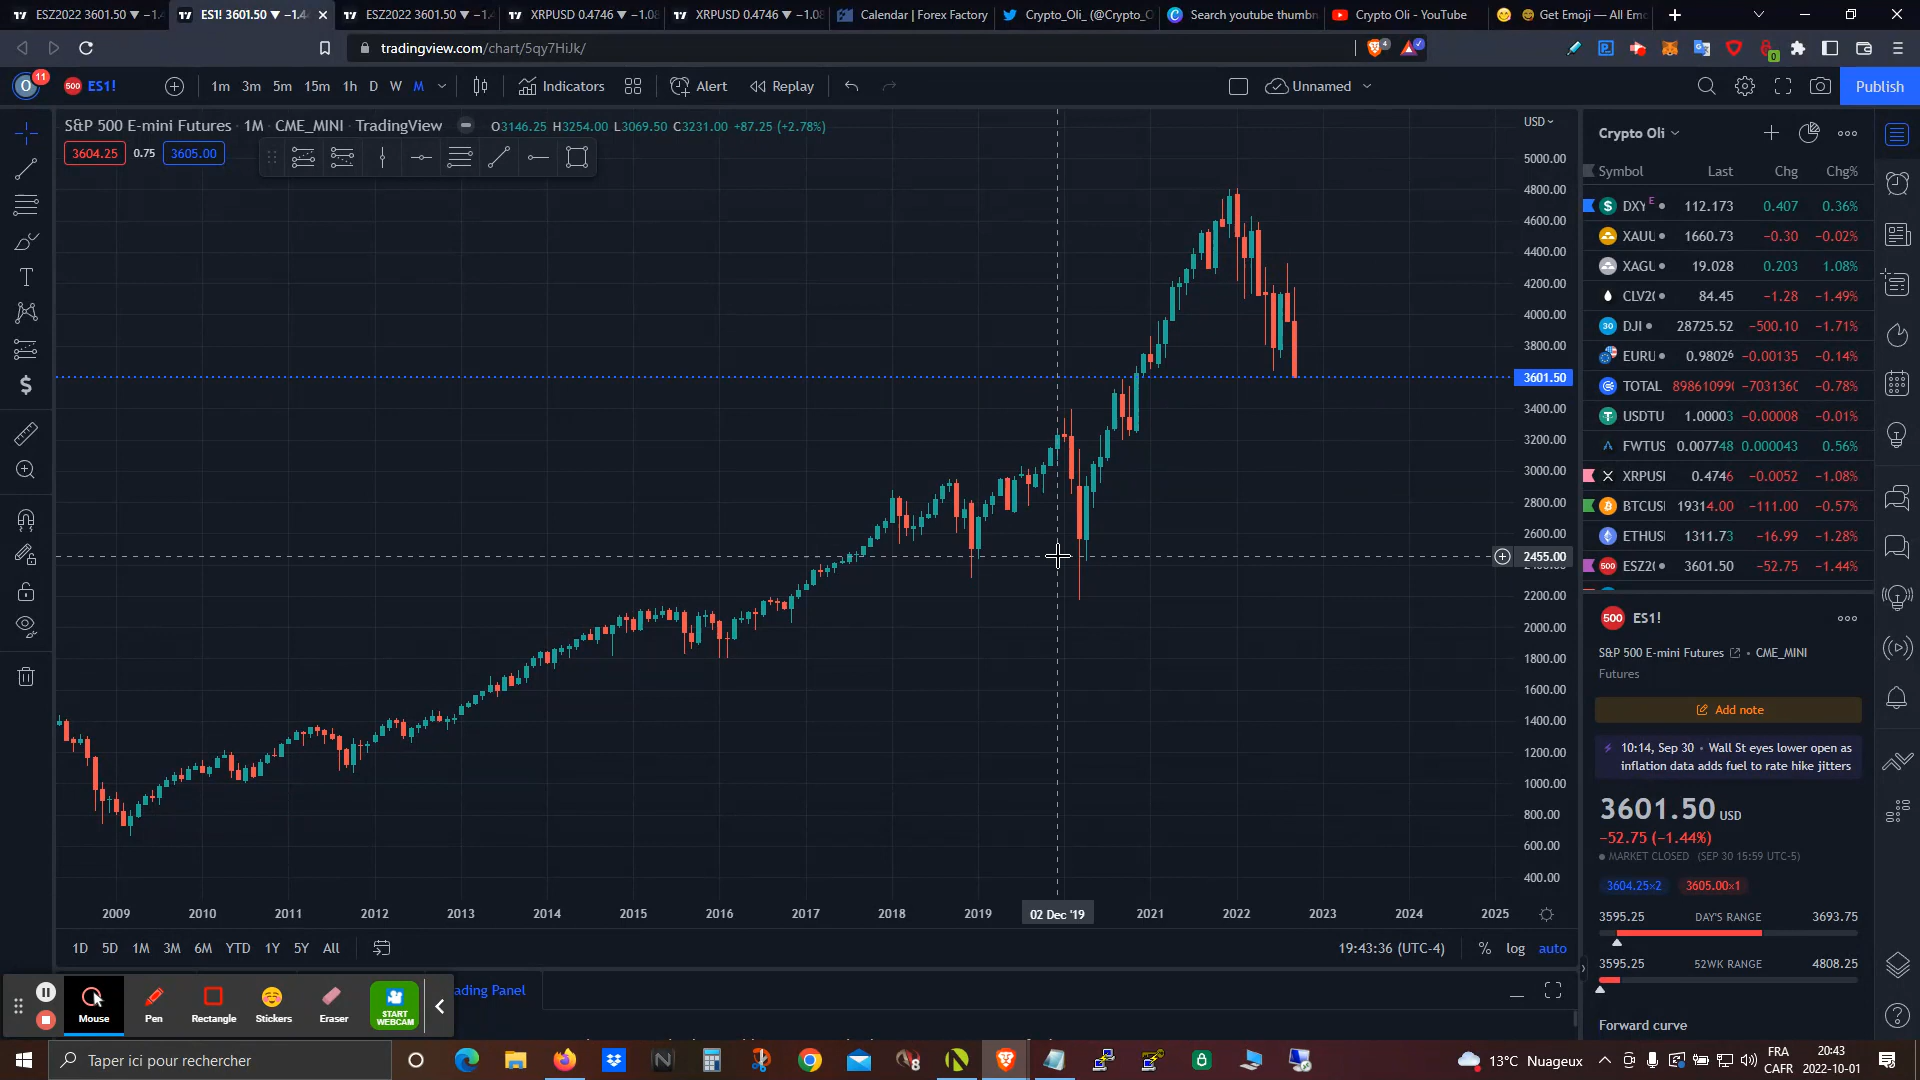 ESZ2022 3601.50 ▼ −1.4
ES1! 3601.50 ▼ −1.4
ESZ2022 3601.50 ▼ −1.4
XRPUSD 0.4746 ▼ −1.08
XRPUSD 0.4746 ▼ −1.08
Calendar | Forex Factory
Crypto_Oli_ (@Crypto_O
Search youtube thumbn
Crypto Oli - YouTube
Get Emoji — All Em
tradingview.com/chart/5qy7HiJk/
4
O
11
500
ES1!
1m
3m
5m
15m
1h
D
W
M
Indicators
Alert
Replay
Unnamed
Publish
S&P 500 E-mini Futures · 1M · CME_MINI · TradingView
O3146.25 H3254.00 L3069.50 C3231.00 +87.25 (+2.78%)
3604.25
0.75
3605.00
USD
5000.00
4800.00
4600.00
4400.00
4200.00
4000.00
3800.00
3601.50
3400.00
3200.00
3000.00
2800.00
2600.00
2455.00
2200.00
2000.00
1800.00
1600.00
1400.00
1200.00
1000.00
800.00
600.00
400.00
2009
2010
2011
2012
2013
2014
2015
2016
2017
2018
2019
02 Dec '19
2021
2022
2023
2024
2025
1D
5D
1M
3M
6M
YTD
1Y
5Y
All
19:43:36 (UTC-4)
%
log
auto
Crypto Oli
Symbol Last Chg Chg%
DXY E 112.173 0.407 0.36%
XAUU 1660.73 −0.30 −0.02%
XAGU 19.028 0.203 1.08%
CLV20 84.45 −1.28 −1.49%
DJI 28725.52 −500.10 −1.71%
EURU 0.98026 −0.00135 −0.14%
TOTAL 898610990 −7031360 −0.78%
USDTU 1.00003 −0.00008 −0.01%
FWTUS 0.007748 0.000043 0.56%
XRPUSI 0.4746 −0.0052 −1.08%
BTCUSI 19314.00 −111.00 −0.57%
ETHUSI 1311.73 −16.99 −1.28%
ESZ20 3601.50 −52.75 −1.44%
500 ES1!
S&P 500 E-mini Futures • CME_MINI
Futures
Add note
10:14, Sep 30 • Wall St eyes lower open as
inflation data adds fuel to rate hike jitters
3601.50 USD
−52.75 (−1.44%)
MARKET CLOSED (SEP 30 15:59 UTC-5)
3604.25×2
3605.00×1
3595.25 DAY'S RANGE 3693.75
3595.25 52WK RANGE 4808.25
Forward curve
Mouse
Pen
Rectangle
Stickers
Eraser
START
WEBCAM
ading Panel
Taper ici pour rechercher
13°C Nuageux
FRA
CAFR
20:43
2022-10-01